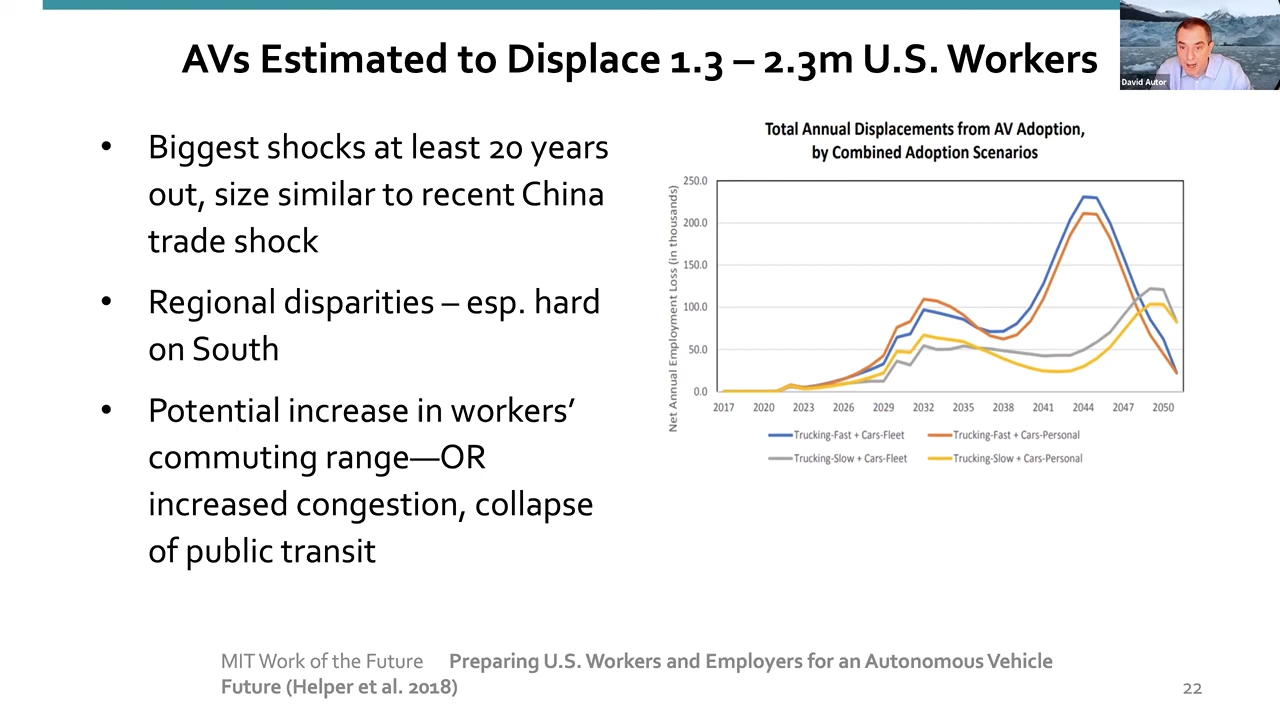 AVs Estimated to Displace 1.3 – 2.3m U.S. Workers
David Autor
• Biggest shocks at least 20 years
out, size similar to recent China
trade shock
• Regional disparities – esp. hard
on South
• Potential increase in workers’
commuting range—OR
increased congestion, collapse
of public transit
Total Annual Displacements from AV Adoption,
by Combined Adoption Scenarios
Net Annual Employment Loss (in thousands)
250.0
200.0
150.0
100.0
50.0
0.0
2017 2020 2023 2026 2029 2032 2035 2038 2041 2044 2047 2050
Trucking-Fast + Cars-Fleet Trucking-Fast + Cars-Personal
Trucking-Slow + Cars-Fleet Trucking-Slow + Cars-Personal
MIT Work of the Future Preparing U.S. Workers and Employers for an Autonomous Vehicle
Future (Helper et al. 2018)
22